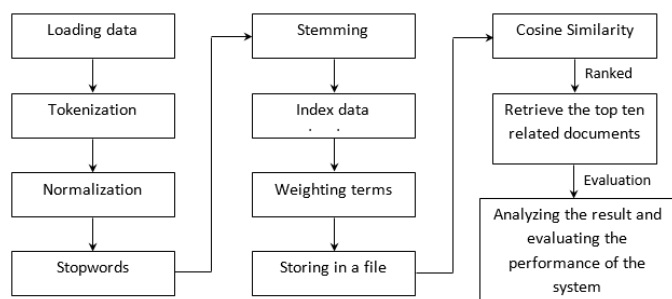 Loading data
Tokenization
Normalization
Stopwords
Stemming
Index data
Weighting terms
Storing in a file
Cosine Similarity
Ranked
Retrieve the top ten
related documents
Evaluation
Analyzing the result and
evaluating the
performance of the
system